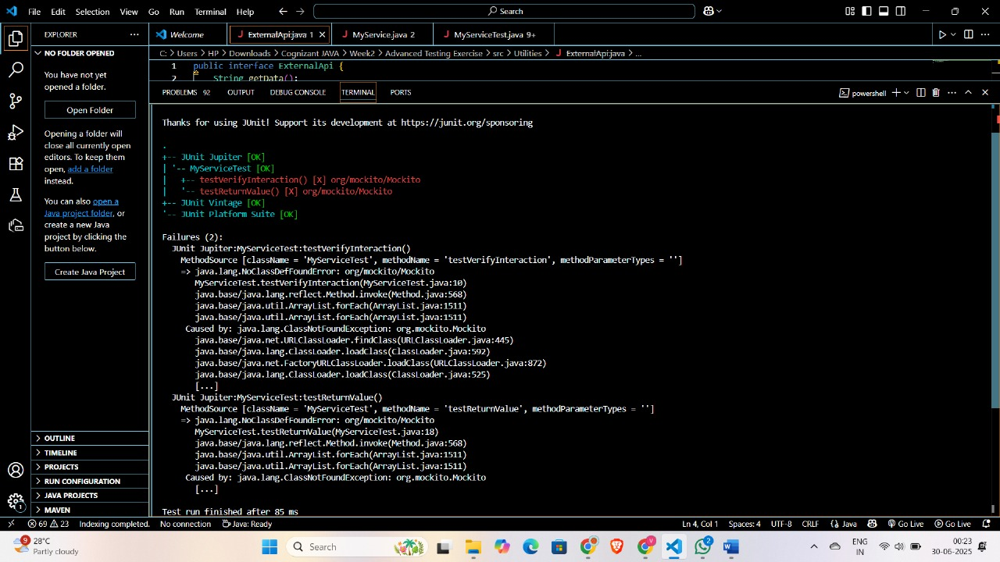 File Edit Selection View Go Run Terminal Help
Search
EXPLORER
Welcome
ExternalApi.java 1
MyService.java 2
MyServiceTest.java 9+
NO FOLDER OPENED
You have not yet
opened a folder.
Open Folder
Opening a folder will
close all currently open
editors. To keep them
open, add a folder
instead.
You can also open a
Java project folder, or
create a new Java
project by clicking the
button below.
Create Java Project
OUTLINE
TIMELINE
PROJECTS
RUN CONFIGURATION
JAVA PROJECTS
MAVEN
C: > Users > HP > Downloads > Cognizant JAVA > Week2 > Advanced Testing Exercise > src > Utilities > ExternalApi.java > ...
1 public interface ExternalApi {
2 String getData();
PROBLEMS 92 OUTPUT DEBUG CONSOLE TERMINAL PORTS
powershell
Thanks for using JUnit! Support its development at https://junit.org/sponsoring
.
+-- JUnit Jupiter [OK]
| '-- MyServiceTest [OK]
|   +-- testVerifyInteraction() [X] org/mockito/Mockito
|   '-- testReturnValue() [X] org/mockito/Mockito
+-- JUnit Vintage [OK]
'-- JUnit Platform Suite [OK]
Failures (2):
JUnit Jupiter:MyServiceTest:testVerifyInteraction()
MethodSource [className = 'MyServiceTest', methodName = 'testVerifyInteraction', methodParameterTypes = '']
=> java.lang.NoClassDefFoundError: org/mockito/Mockito
MyServiceTest.testVerifyInteraction(MyServiceTest.java:10)
java.base/java.lang.reflect.Method.invoke(Method.java:568)
java.base/java.util.ArrayList.forEach(ArrayList.java:1511)
java.base/java.util.ArrayList.forEach(ArrayList.java:1511)
Caused by: java.lang.ClassNotFoundException: org.mockito.Mockito
java.base/java.net.URLClassLoader.findClass(URLClassLoader.java:445)
java.base/java.lang.ClassLoader.loadClass(ClassLoader.java:592)
java.base/java.net.FactoryURLClassLoader.loadClass(URLClassLoader.java:872)
java.base/java.lang.ClassLoader.loadClass(ClassLoader.java:525)
[...]
JUnit Jupiter:MyServiceTest:testReturnValue()
MethodSource [className = 'MyServiceTest', methodName = 'testReturnValue', methodParameterTypes = '']
=> java.lang.NoClassDefFoundError: org/mockito/Mockito
MyServiceTest.testReturnValue(MyServiceTest.java:18)
java.base/java.lang.reflect.Method.invoke(Method.java:568)
java.base/java.util.ArrayList.forEach(ArrayList.java:1511)
java.base/java.util.ArrayList.forEach(ArrayList.java:1511)
Caused by: java.lang.ClassNotFoundException: org.mockito.Mockito
[...]
Test run finished after 85 ms
1
69 23 Indexing completed. No connection Java: Ready
Ln 4, Col 1 Spaces: 4 UTF-8 CRLF Java Go Live Go Live
9
28°C
Partly cloudy
Search
2
ENG
IN
00:23
30-06-2025